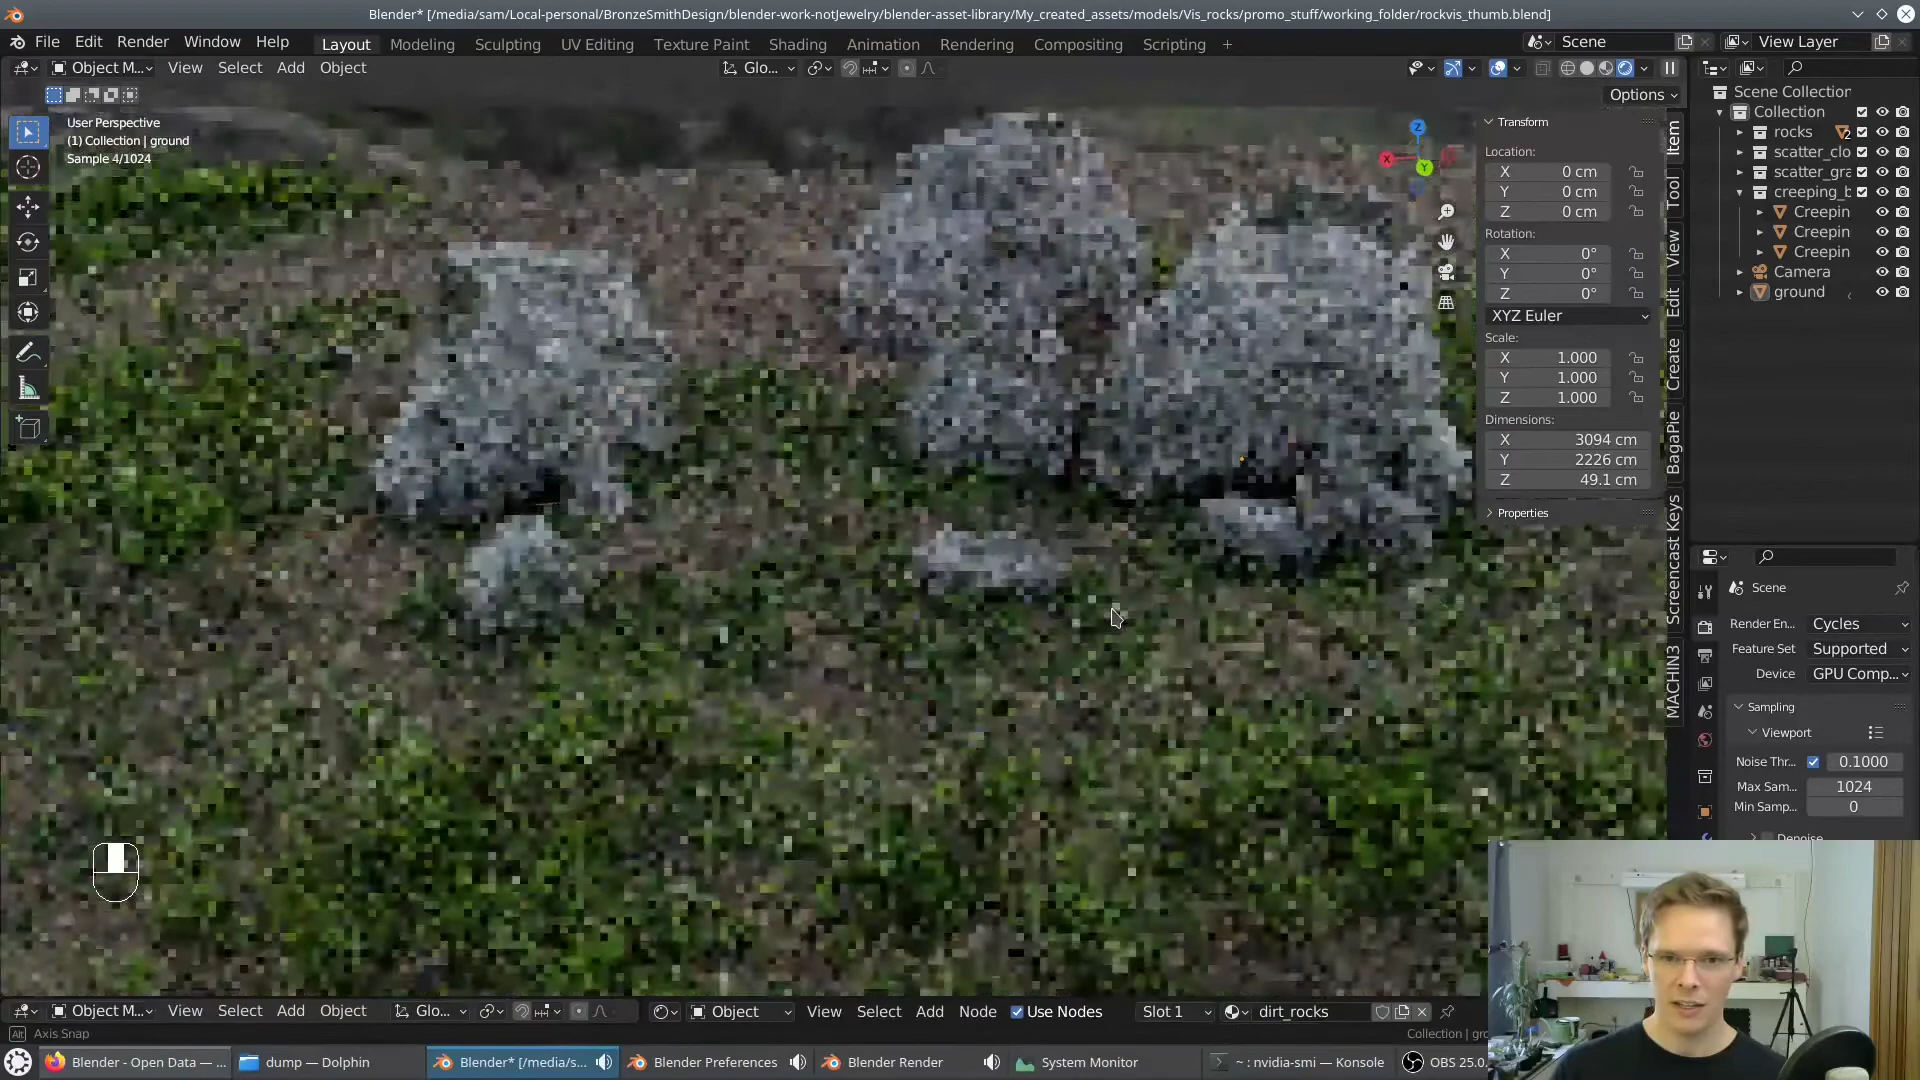 Blender* [/media/sam/Local-personal/BronzeSmithDesign/blender-work-notJewelry/blender-asset-library/My_created_assets/models/Vis_rocks/promo_stuff/working_folder/rockvis_thumb.blend]
File Edit Render Window Help Layout Modeling Sculpting UV Editing Texture Paint Shading Animation Rendering Compositing Scripting + Scene View Layer
Object M... View Select Add Object Glo...
Options
User Perspective
(1) Collection | ground
Sample 4/1024
Z
X
Y
Transform
Location:
X 0 cm
Y 0 cm
Z 0 cm
Rotation:
X 0°
Y 0°
Z 0°
XYZ Euler
Scale:
X 1.000
Y 1.000
Z 1.000
Dimensions:
X 3094 cm
Y 2226 cm
Z 49.1 cm
Properties
Item
Tool
View
Edit
Create
BagaPie
Screencast Keys
MACHIN3
Scene Collection
Collection
rocks 2
scatter_clo
scatter_gra
creeping_b
Creepin
Creepin
Creepin
Camera
ground
Scene
Render En... Cycles
Feature Set Supported
Device GPU Comp...
Sampling
Viewport
Noise Thr... 0.1000
Max Sam... 1024
Min Samp... 0
Denoise
Object M... View Select Add Object Glo... Object View Select Add Node Use Nodes Slot 1 dirt_rocks
Alt Axis Snap
Collection | gro
Blender - Open Data — ... dump — Dolphin Blender* [/media/s... Blender Preferences Blender Render System Monitor ~ : nvidia-smi — Konsole OBS 25.0.